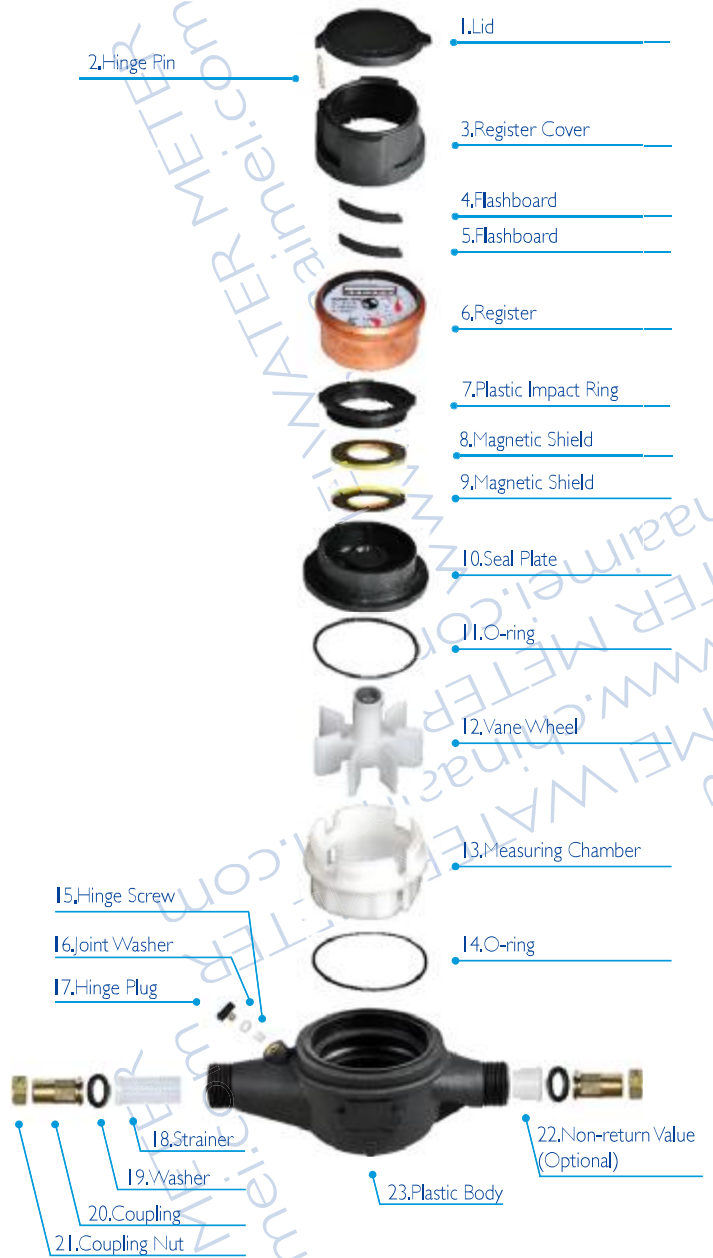 1.Lid
2.Hinge Pin
3.Register Cover
4.Flashboard
5.Flashboard
6.Register
7.Plastic Impact Ring
8.Magnetic Shield
9.Magnetic Shield
10.Seal Plate
11.O-ring
12.Vane Wheel
13.Measuring Chamber
15.Hinge Screw
16.Joint Washer
14.O-ring
17.Hinge Plug
18.Strainer
22.Non-return Value
(Optional)
19.Washer
23.Plastic Body
20.Coupling
21.Coupling Nut